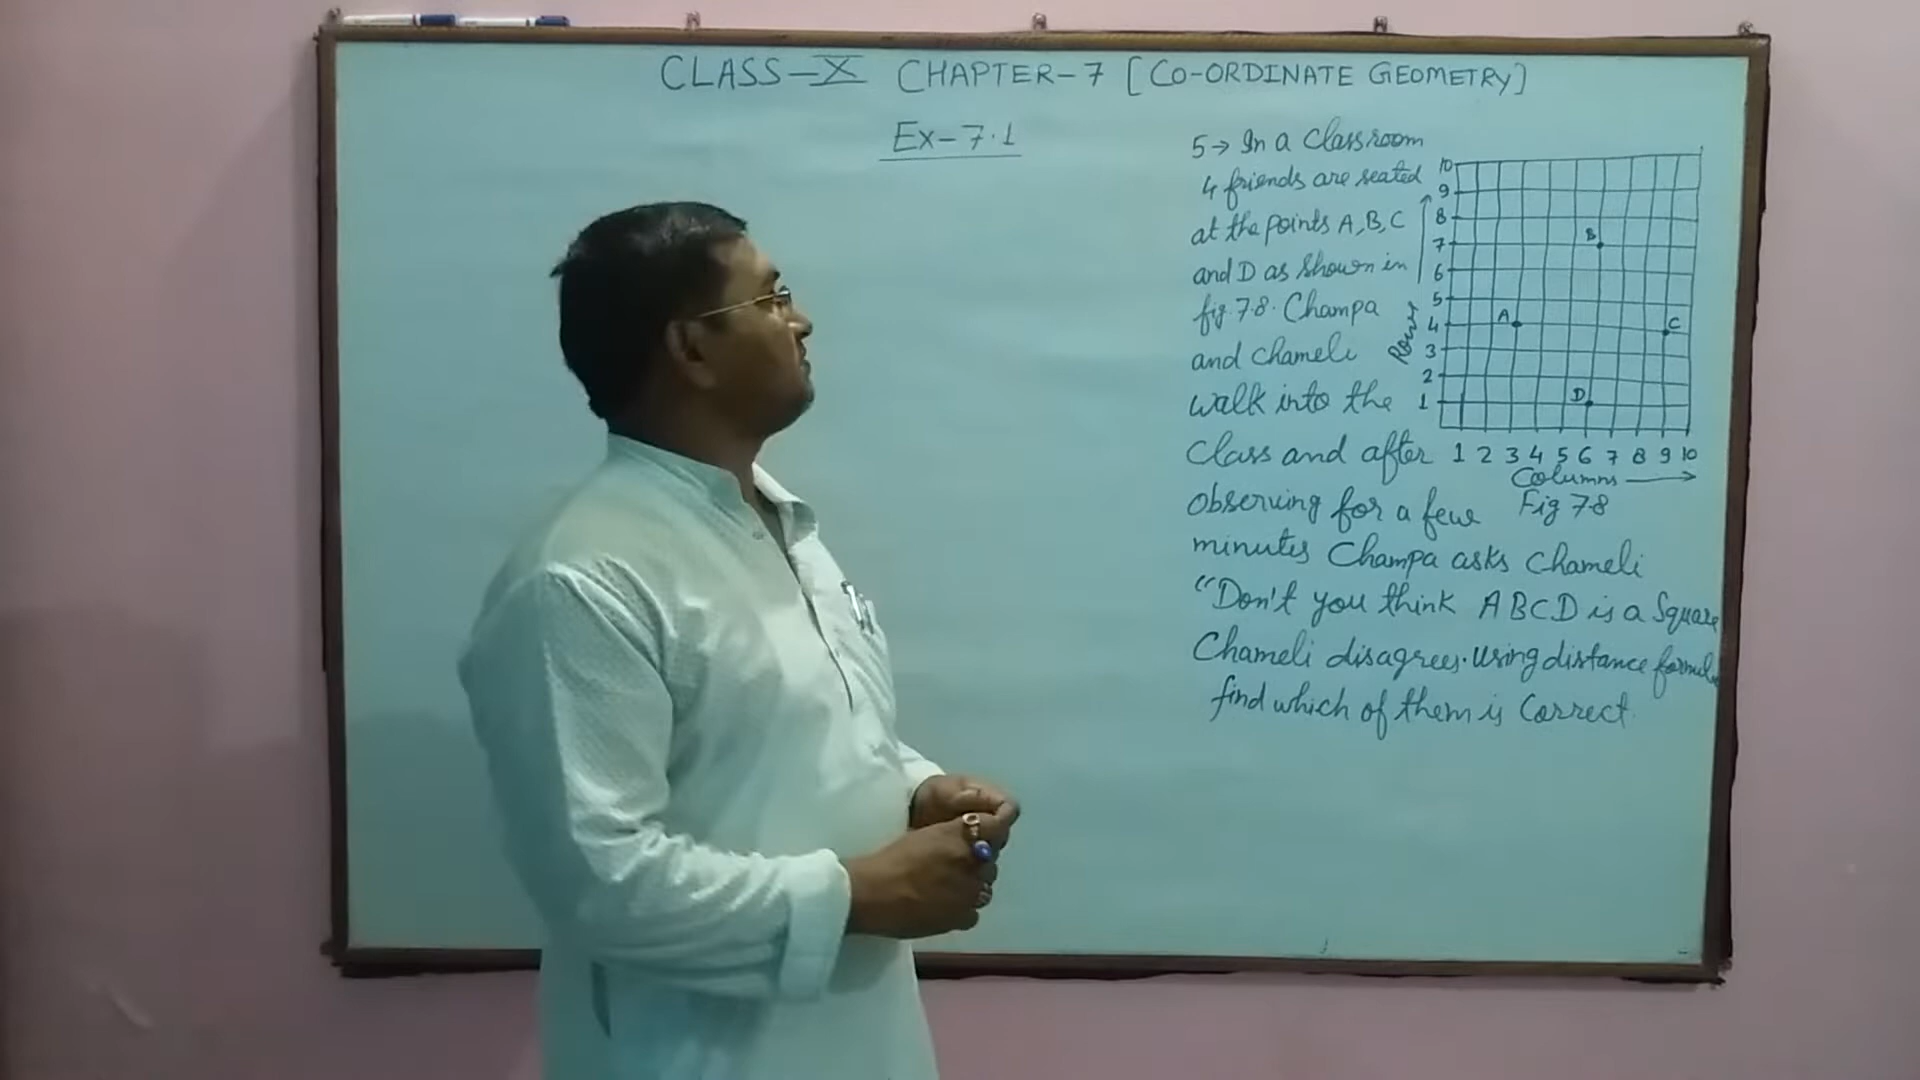 CLASS-X CHAPTER-7 [CO-ORDINATE GEOMETRY]
Ex-7.1
5→ In a Classroom
4 friends are seated
at the points A, B, C
and D as shown in
fig 7.8. Champa
and chameli
walk into the
Class and after
observing for a few
minutes Champa asks Chameli
"Don't you think ABCD is a Square
Chameli disagrees. Using distance formula
find which of them is Correct.
10
9
8
7
6
5
4
3
2
1
Rows
B
A
C
D
1 2 3 4 5 6 7 8 9 10
Columns →
Fig 7.8